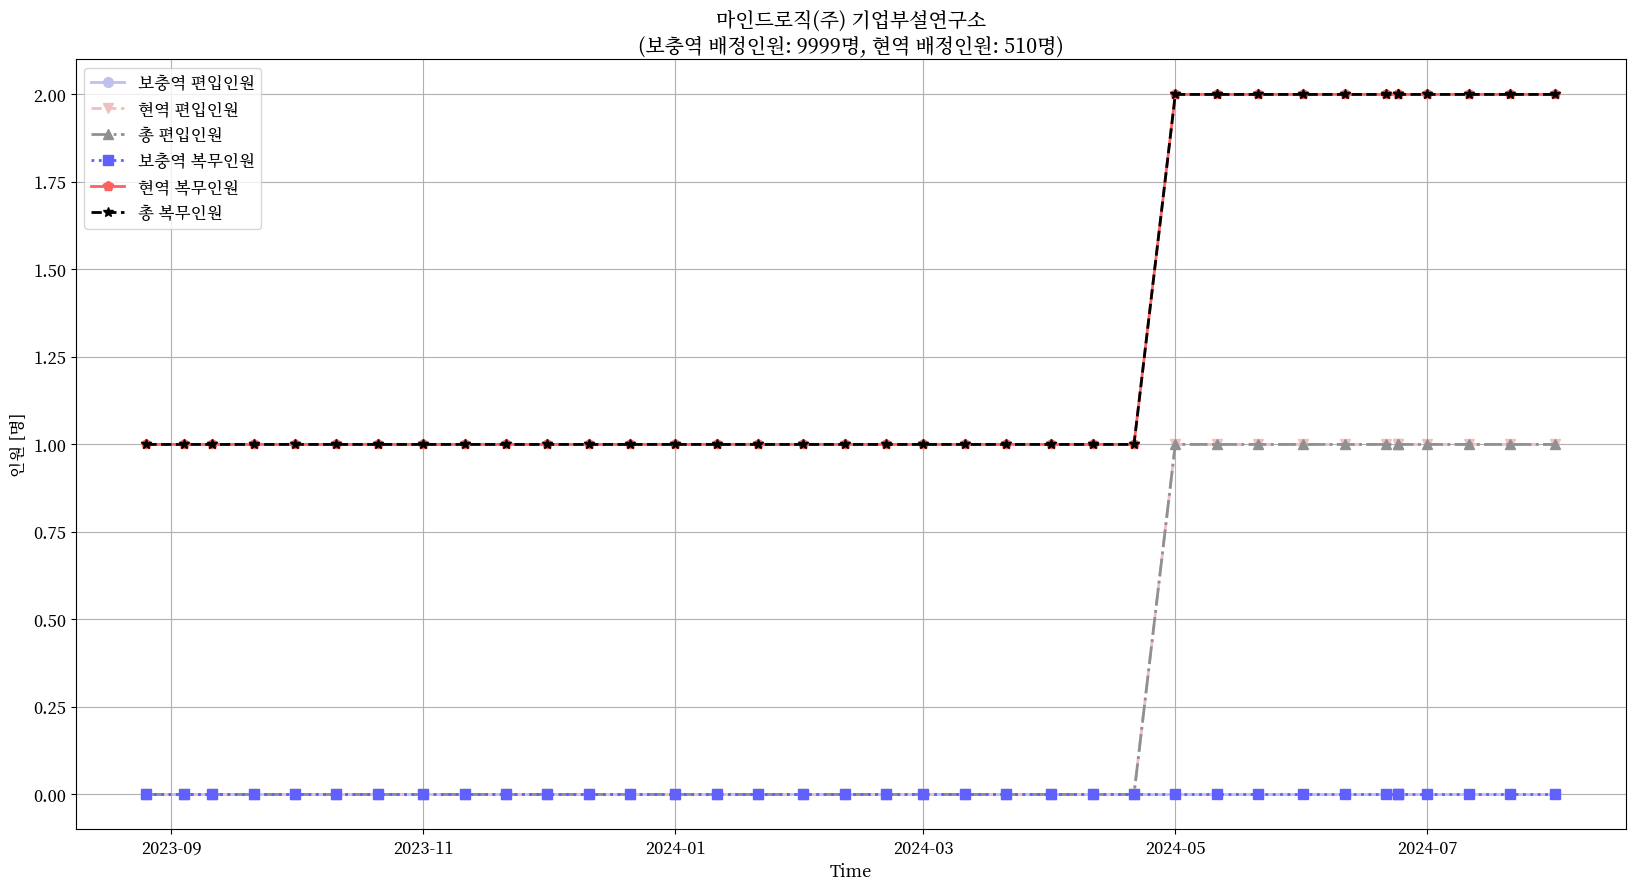 마인드로직(주) 기업부설연구소
(보충역 배정인원: 9999명, 현역 배정인원: 510명)
보충역 편입인원
현역 편입인원
총 편입인원
보충역 복무인원
현역 복무인원
총 복무인원
인원 [명]
2.00
1.75
1.50
1.25
1.00
0.75
0.50
0.25
0.00
2023-09 2023-11 2024-01 2024-03 2024-05 2024-07
Time